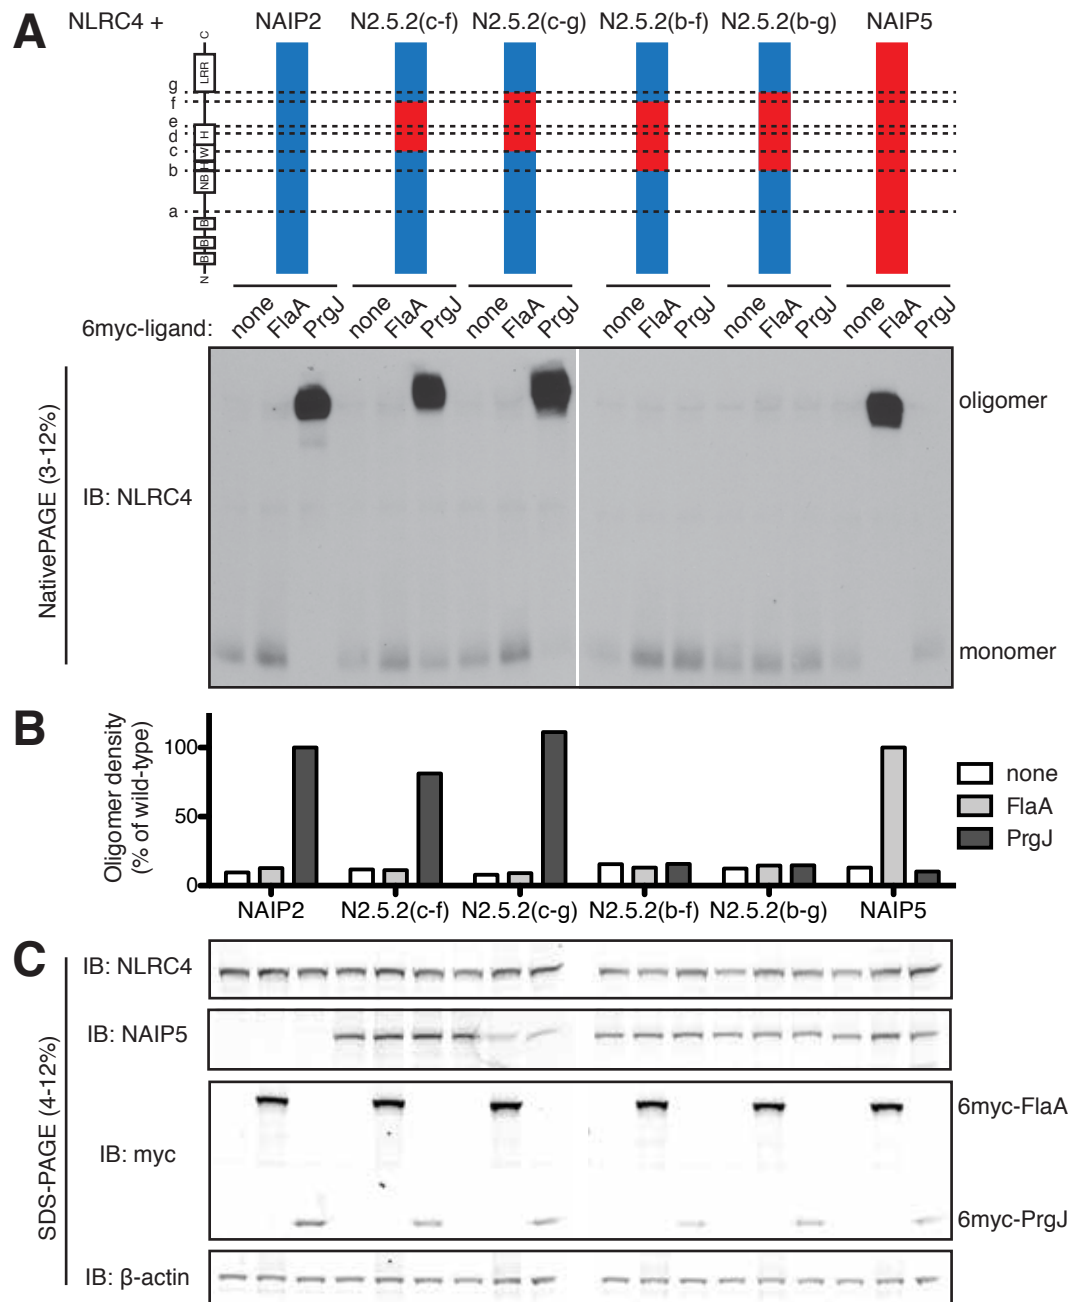 A
NLRC4 + NAIP2 N2.5.2(c-f) N2.5.2(c-g) N2.5.2(b-f) N2.5.2(b-g) NAIP5
C
LRR
g
f
e
d H
c W
b
NB
a
B
B
B
N
6myc-ligand: none FlaA PrgJ none FlaA PrgJ none FlaA PrgJ none FlaA PrgJ none FlaA PrgJ none FlaA PrgJ
NativePAGE (3-12%)
oligomer
IB: NLRC4
monomer
B
Oligomer density
(% of wild-type)
100
50
0
none
FlaA
PrgJ
NAIP2 N2.5.2(c-f) N2.5.2(c-g) N2.5.2(b-f) N2.5.2(b-g) NAIP5
C
SDS-PAGE (4-12%)
IB: NLRC4
IB: NAIP5
6myc-FlaA
IB: myc
6myc-PrgJ
IB: β-actin